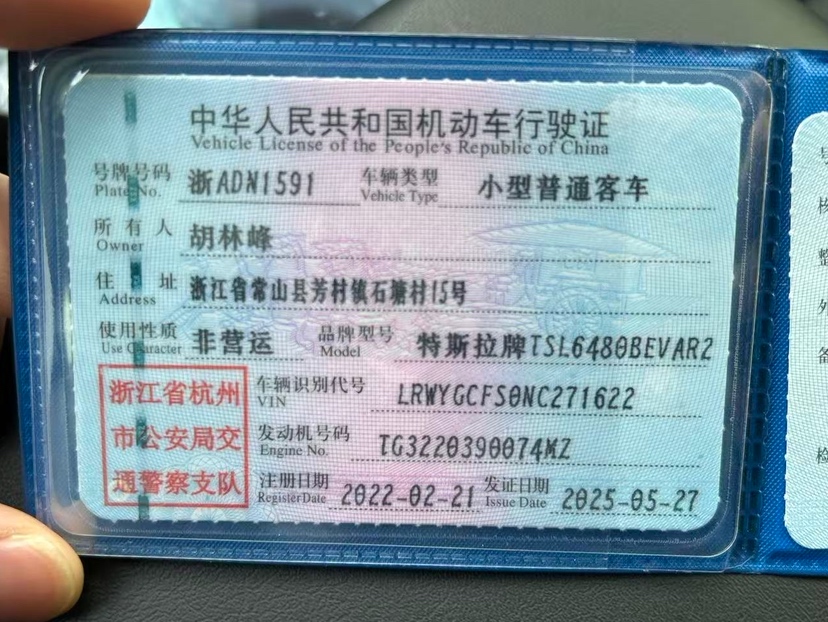 中华人民共和国机动车行驶证
Vehicle License of the People's Republic of China
号牌号码 浙ADN1591 车辆类型 小型普通客车
Plate No. Vehicle Type
所有人 胡林峰
Owner
住址 浙江省常山县芳村镇石塘村15号
Address
使用性质 非营运 品牌型号 特斯拉牌TSL6480BEVAR2
Use Character Model
浙江省杭州
市公安局交
通警察支队
车辆识别代号 LRWYGCFS0NC271622
VIN
发动机号码 TG3220390074MZ
Engine No.
注册日期 2022-02-21 发证日期 2025-05-27
Register Date Issue Date